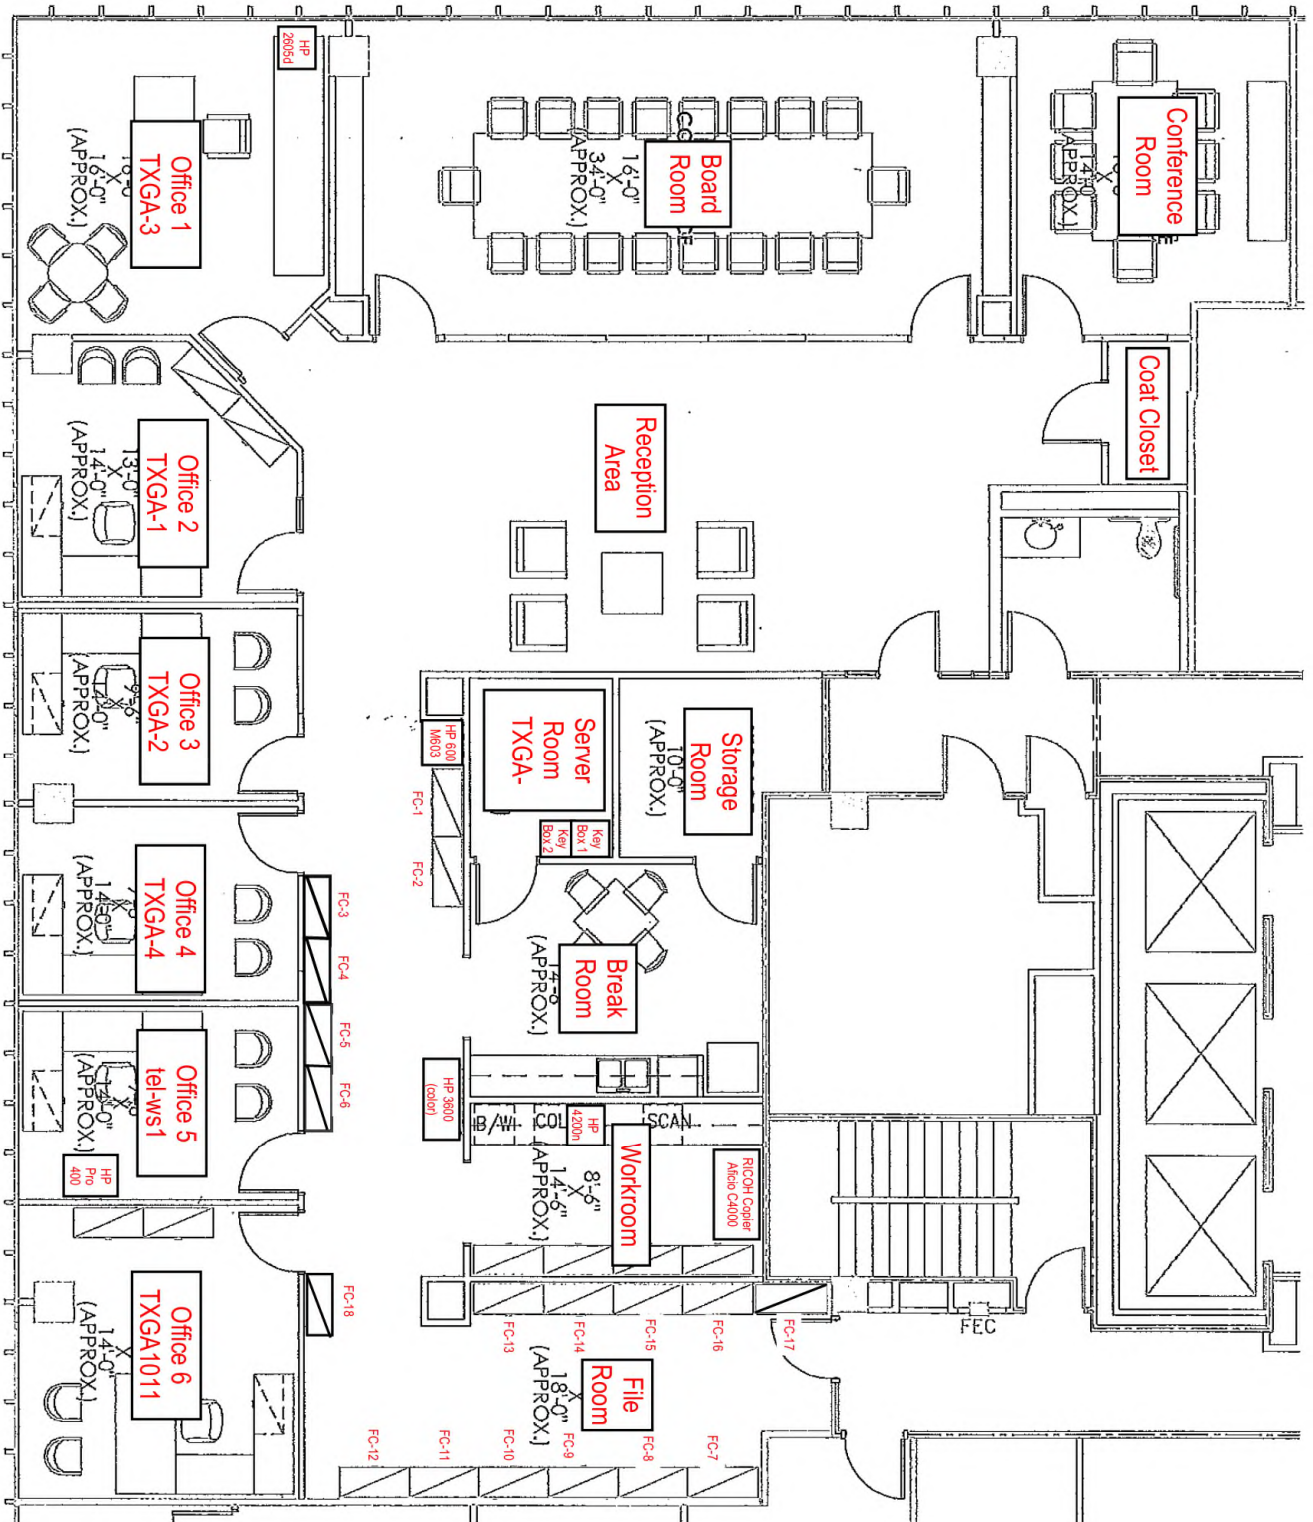 HP
2605d
Office 1
TXGA-3
X
16'-0"
(APPROX.)
Board
Room
16'-0"
X
34'-0"
(APPROX.)
Conference
Room
X
(APPROX.)
Coat Closet
Reception
Area
Office 2
TXGA-1
13'-0"
X
14'-0"
(APPROX.)
Office 3
TXGA-2
(APPROX.)
Office 4
TXGA-4
14'-0"
(APPROX.)
Office 5
tel-ws1
14'-0"
(APPROX.)
HP
Pro
400
Office 6
TXGA1011
X
14'-0"
(APPROX.)
HP 600
M603
FC-1
FC-2
Server
Room
TXGA-
Key
Box 1
Key
Box 2
Storage
Room
10'-0"
(APPROX.)
FC-3
FC-4
FC-5
FC-6
FC-18
Break
Room
(APPROX.)
HP 3600
(color)
B/W
COL
HP
4200n
SCAN
Workroom
8'-6"
X
14'-6"
(APPROX.)
RICOH Copier
Aficio C4000
FC-13
FC-14
FC-15
FC-16
FC-17
FEC
File
Room
X
18'-0"
(APPROX.)
FC-12
FC-11
FC-10
FC-9
FC-8
FC-7